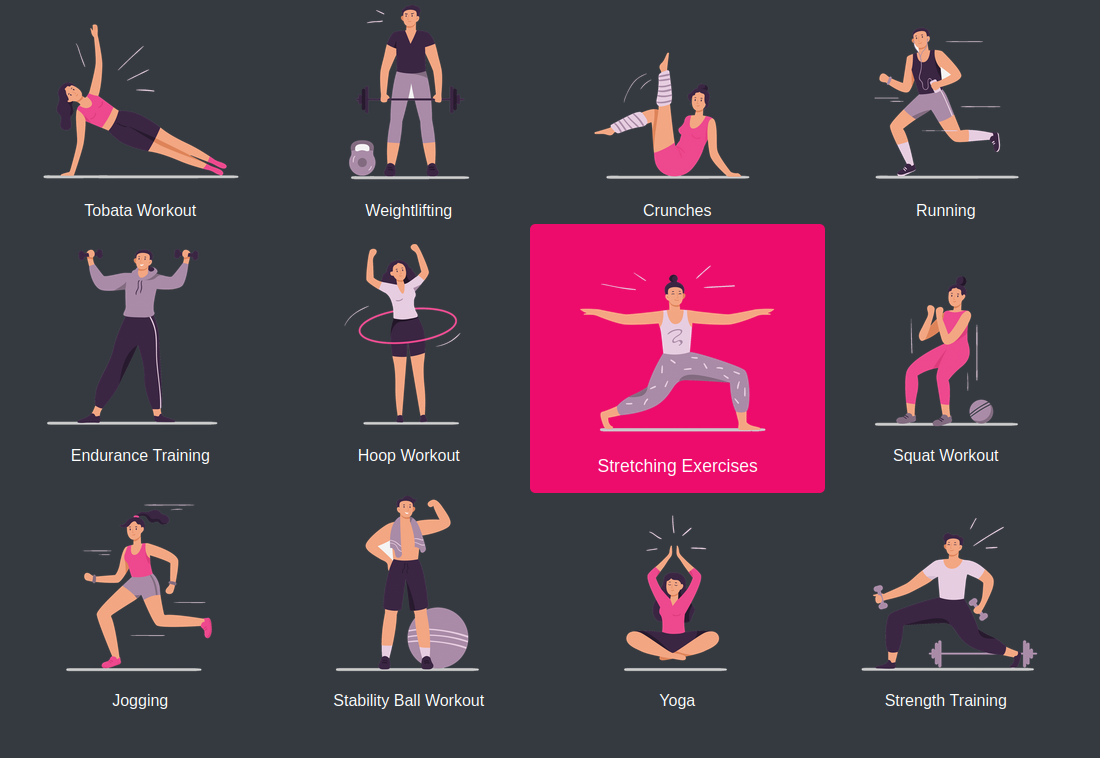 Tobata Workout
Weightlifting
Crunches
Running
Endurance Training
Hoop Workout
Stretching Exercises
Squat Workout
Jogging
Stability Ball Workout
Yoga
Strength Training